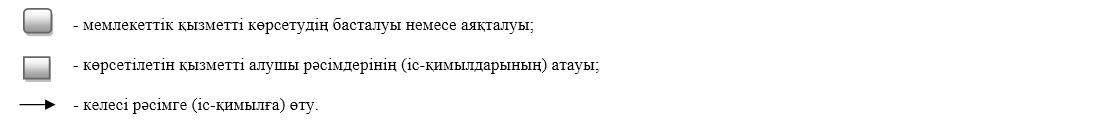 - мемлекеттік қызметті көрсетудің басталуы немесе аяқталуы;
- көрсетілетін қызметті алушы рәсімдерінің (іс-қимылдарының) атауы;
- келесі рәсімге (іс-қимылға) өту.